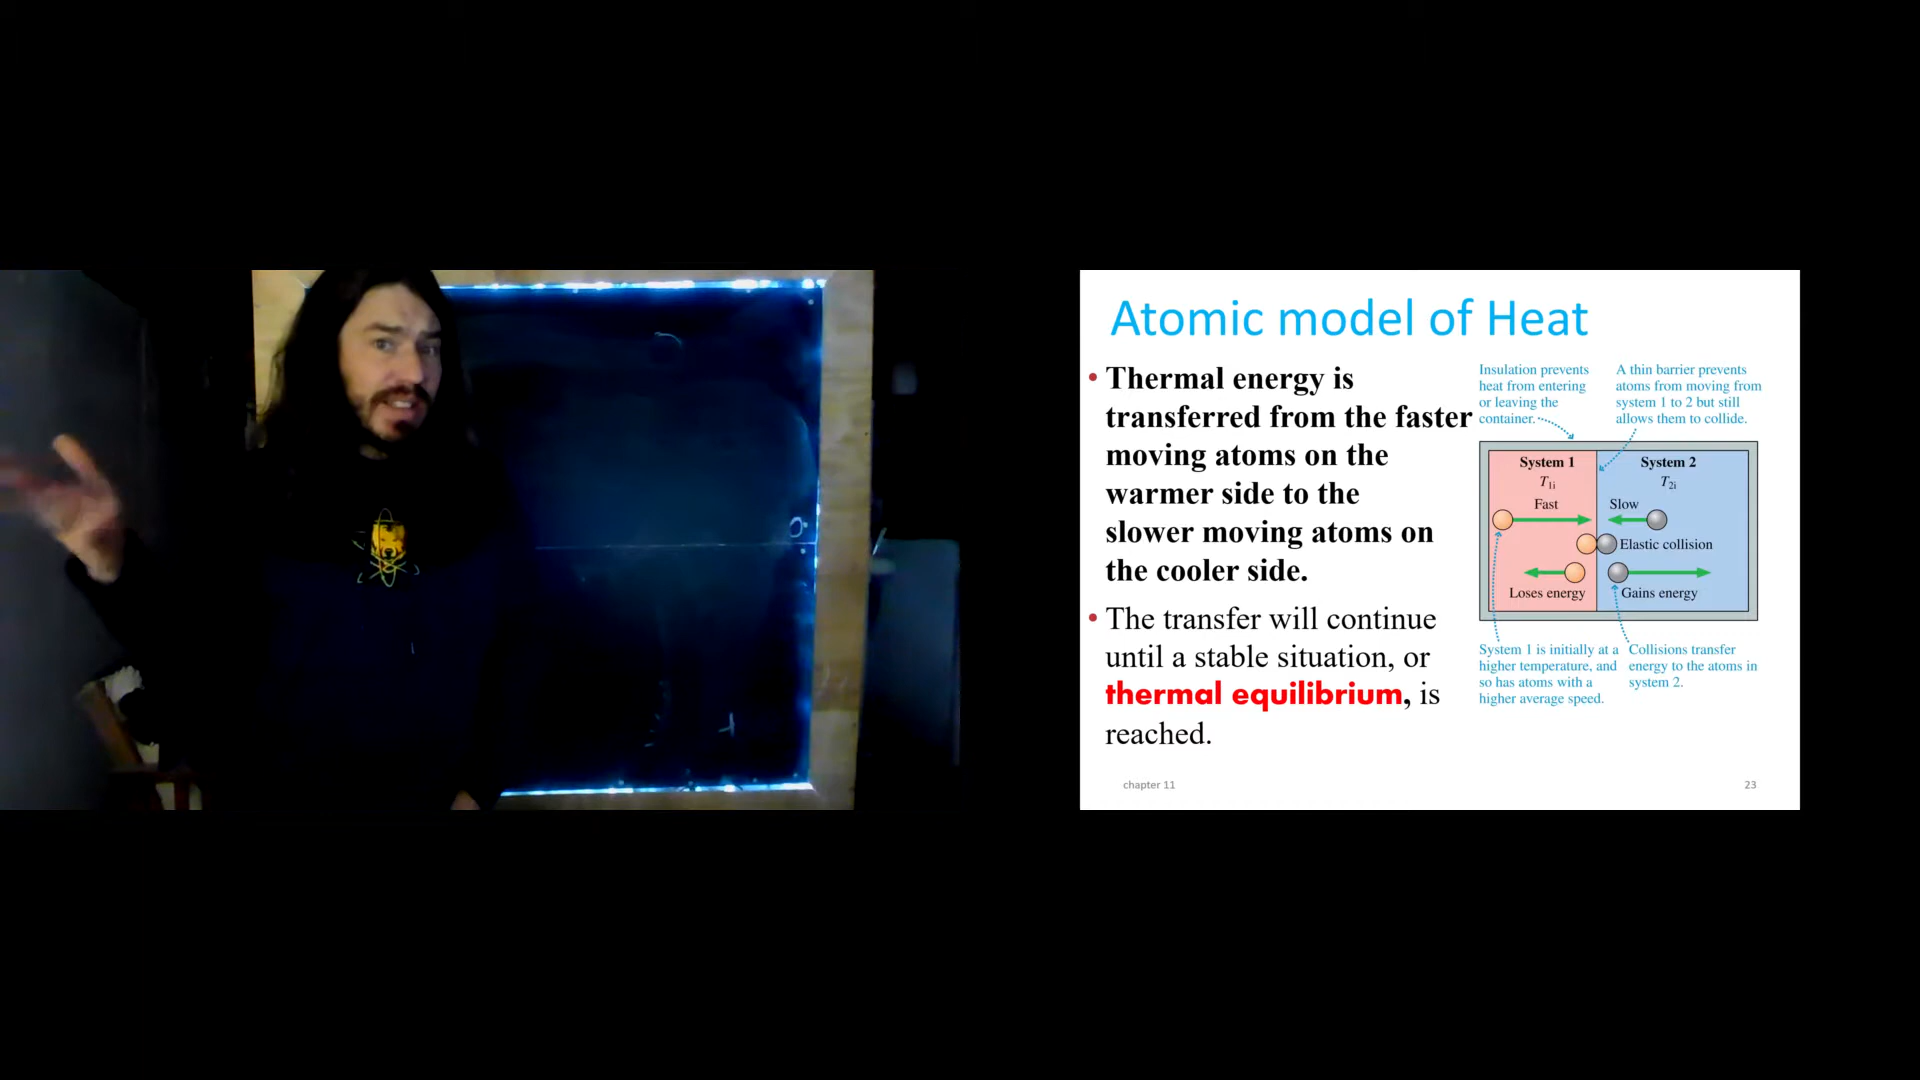 Atomic model of Heat
• Thermal energy is
transferred from the faster
moving atoms on the
warmer side to the
slower moving atoms on
the cooler side.
• The transfer will continue
until a stable situation, or
thermal equilibrium, is
reached.
Insulation prevents
heat from entering
or leaving the
container.
A thin barrier prevents
atoms from moving from
system 1 to 2 but still
allows them to collide.
System 1
T1i
Fast
System 2
T2i
Slow
Elastic collision
Loses energy
Gains energy
System 1 is initially at a
higher temperature, and
so has atoms with a
higher average speed.
Collisions transfer
energy to the atoms in
system 2.
chapter 11
23